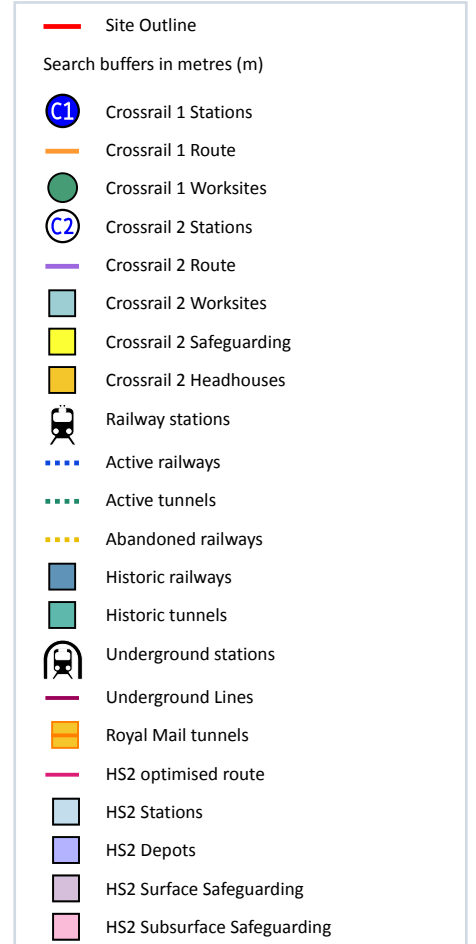 Site Outline
Search buffers in metres (m)
C1 Crossrail 1 Stations
Crossrail 1 Route
Crossrail 1 Worksites
C2 Crossrail 2 Stations
Crossrail 2 Route
Crossrail 2 Worksites
Crossrail 2 Safeguarding
Crossrail 2 Headhouses
Railway stations
Active railways
Active tunnels
Abandoned railways
Historic railways
Historic tunnels
Underground stations
Underground Lines
Royal Mail tunnels
HS2 optimised route
HS2 Stations
HS2 Depots
HS2 Surface Safeguarding
HS2 Subsurface Safeguarding